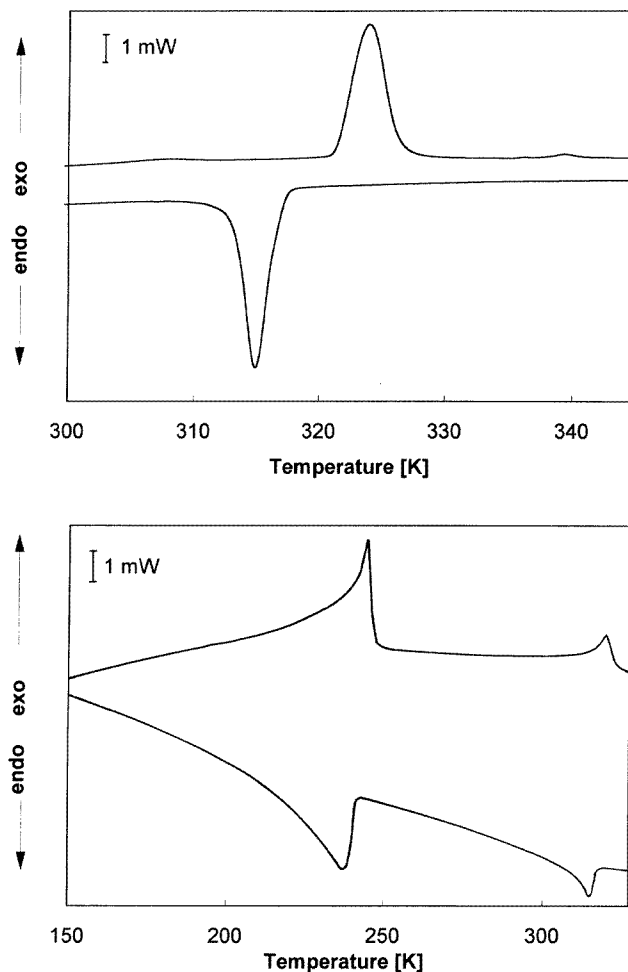 1 mW
endo exo
300 310 320 330 340
Temperature [K]
1 mW
endo exo
150 200 250 300
Temperature [K]